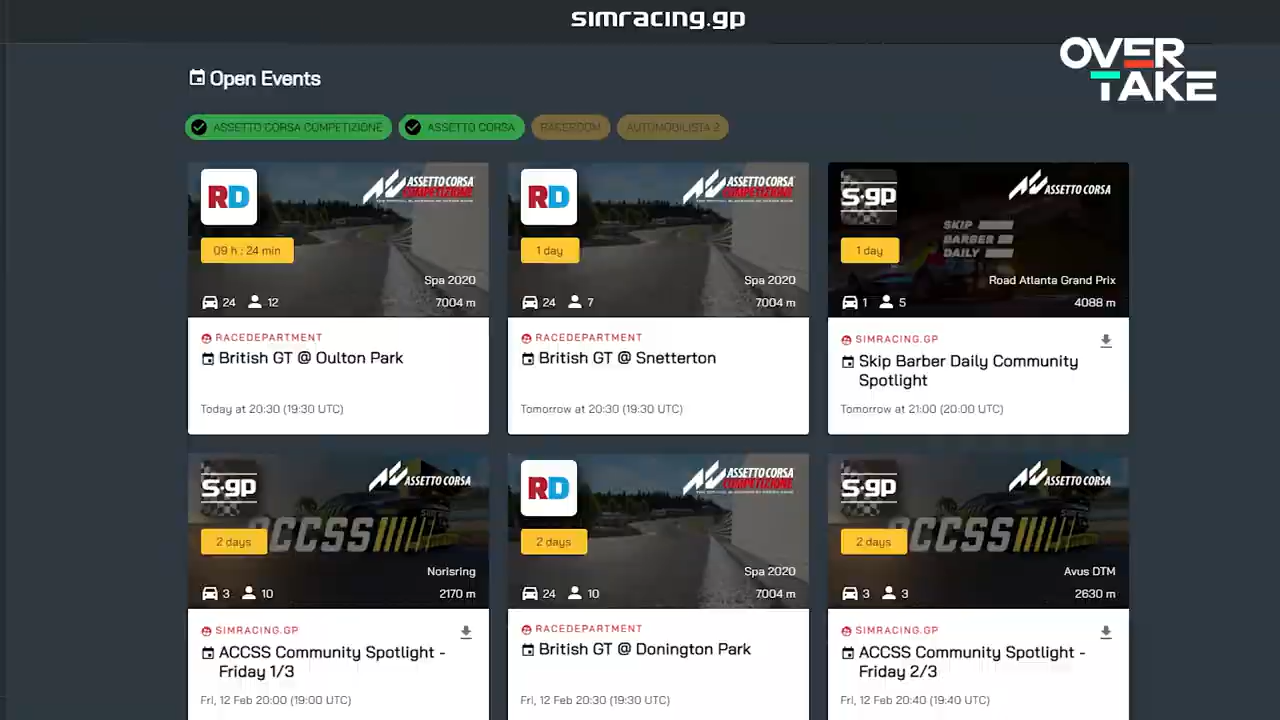 simracing.gp
OVER
TAKE
Open Events
ASSETTO CORSA COMPETIZIONE
ASSETTO CORSA
RACEROOM
AUTOMOBILISTA 2
RD
ASSETTO CORSA
COMPETIZIONE
09 h : 24 min
Spa 2020
24
12
7004 m
RACEDEPARTMENT
British GT @ Oulton Park
Today at 20:30 (19:30 UTC)
RD
ASSETTO CORSA
COMPETIZIONE
1 day
Spa 2020
24
7
7004 m
RACEDEPARTMENT
British GT @ Snetterton
Tomorrow at 20:30 (19:30 UTC)
S·gp
ASSETTO CORSA
SKIP
BARBER
DAILY
1 day
Road Atlanta Grand Prix
1
5
4088 m
SIMRACING.GP
Skip Barber Daily Community
Spotlight
Tomorrow at 21:00 (20:00 UTC)
S·gp
ASSETTO CORSA
ACCSS
2 days
Norisring
3
10
2170 m
SIMRACING.GP
ACCSS Community Spotlight -
Friday 1/3
Fri, 12 Feb 20:00 (19:00 UTC)
RD
ASSETTO CORSA
COMPETIZIONE
2 days
Spa 2020
24
10
7004 m
RACEDEPARTMENT
British GT @ Donington Park
Fri, 12 Feb 20:30 (19:30 UTC)
S·gp
ASSETTO CORSA
ACCSS
2 days
Avus DTM
3
3
2630 m
SIMRACING.GP
ACCSS Community Spotlight -
Friday 2/3
Fri, 12 Feb 20:40 (19:40 UTC)